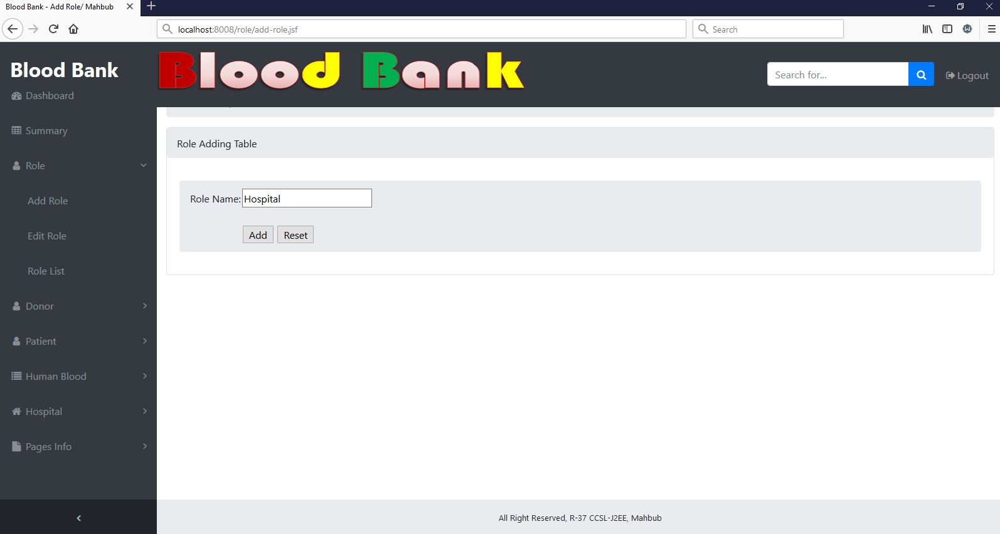 Blood Bank - Add Role/ Mahbub
localhost:8008/role/add-role.jsf
Search
Blood Bank
Blood Bank
Search for...
Logout
Dashboard
Summary
Role
Add Role
Edit Role
Role List
Donor
Patient
Human Blood
Hospital
Pages Info
Role Adding Table
Role Name: Hospital
Add Reset
All Right Reserved, R-37 CCSL-J2EE, Mahbub